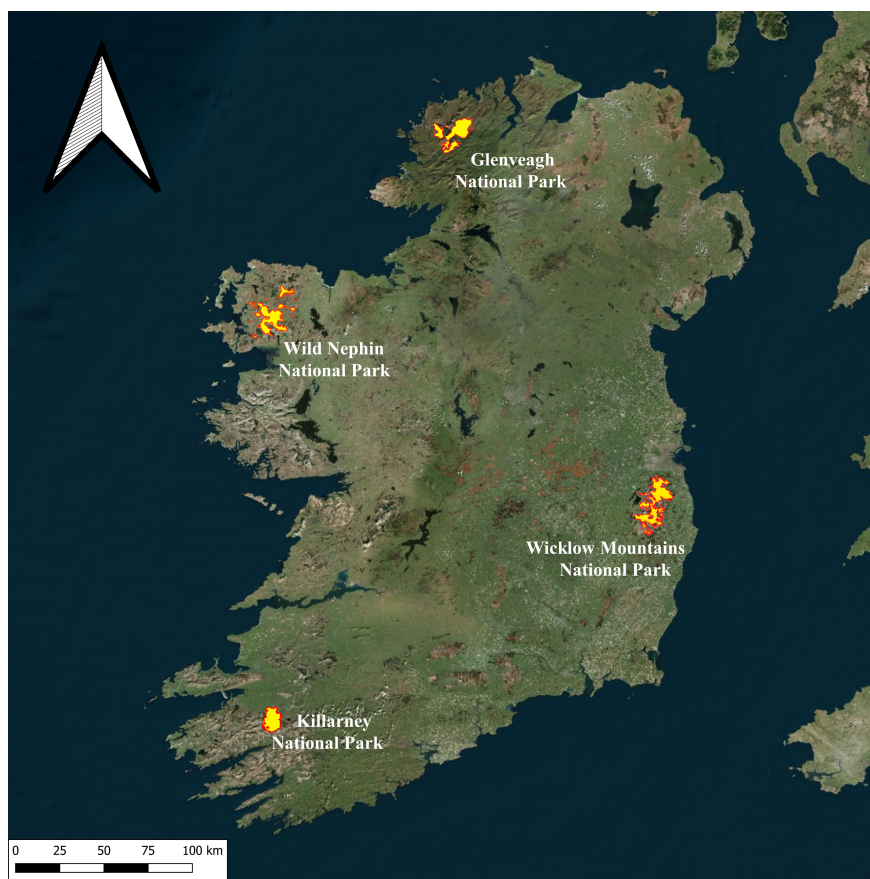 Glenveagh
National Park
Wild Nephin
National Park
Wicklow Mountains
National Park
Killarney
National Park
0 25 50 75 100 km